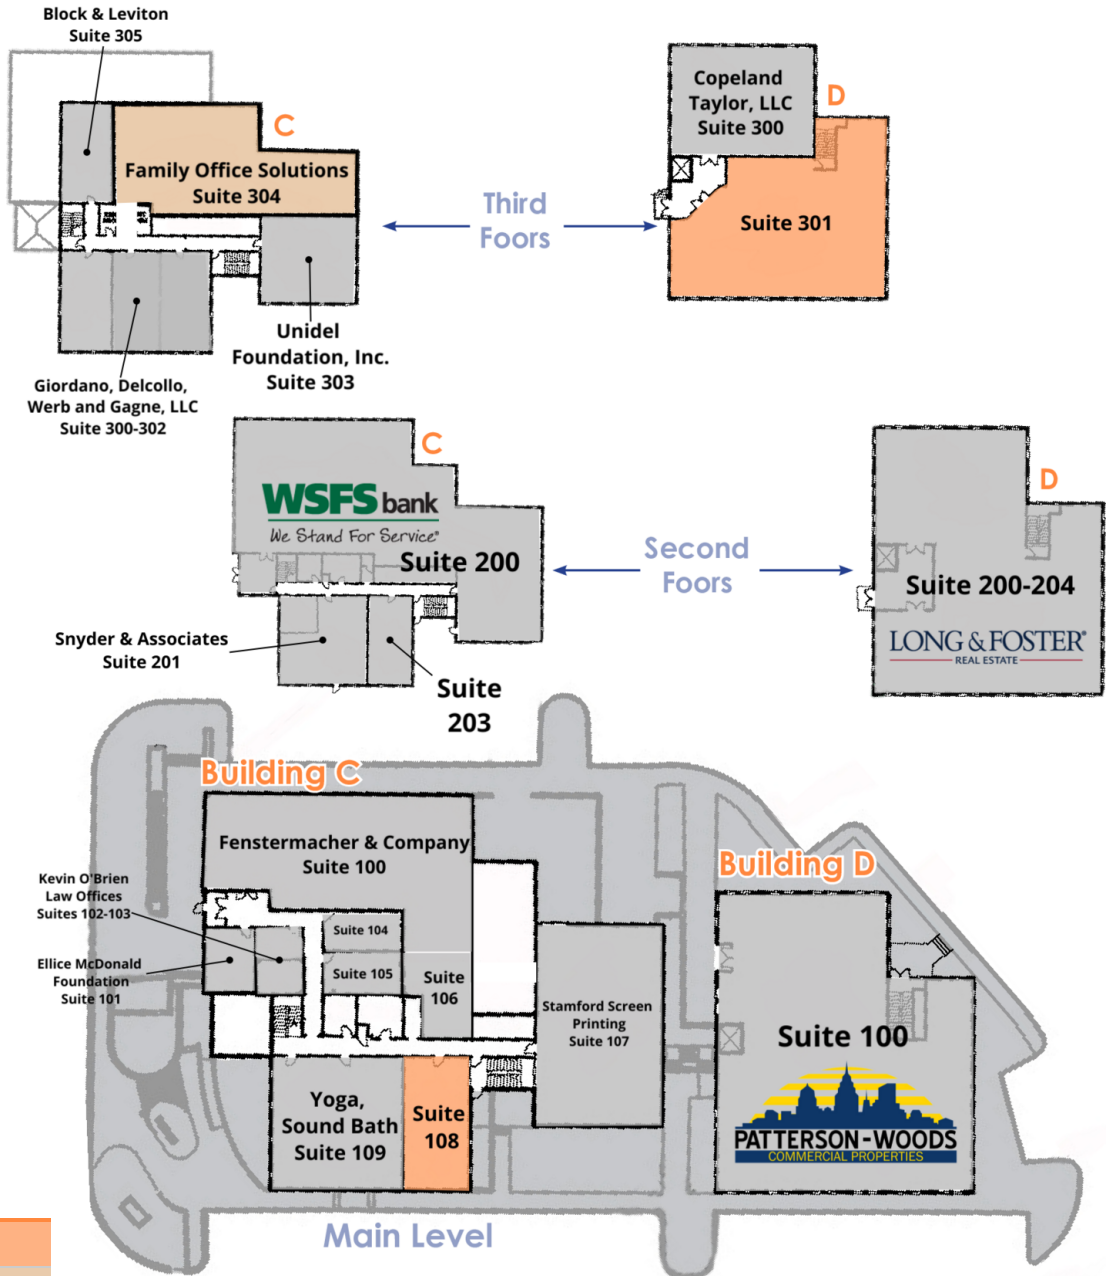 Block & Leviton
Suite 305
C
Family Office Solutions
Suite 304
Unidel
Foundation, Inc.
Suite 303
Giordano, Delcollo,
Werb and Gagne, LLC
Suite 300-302
Third
Foors
Copeland
Taylor, LLC
Suite 300
D
Suite 301
C
WSFS bank
We Stand For Service®
Suite 200
Snyder & Associates
Suite 201
Suite
203
Second
Foors
D
Suite 200-204
LONG & FOSTER®
REAL ESTATE
Building C
Fenstermacher & Company
Suite 100
Kevin O'Brien
Law Offices
Suites 102-103
Ellice McDonald
Foundation
Suite 101
Suite 104
Suite 105
Suite
106
Stamford Screen
Printing
Suite 107
Yoga,
Sound Bath
Suite 109
Suite
108
Building D
Suite 100
PATTERSON-WOODS
COMMERCIAL PROPERTIES
Main Level